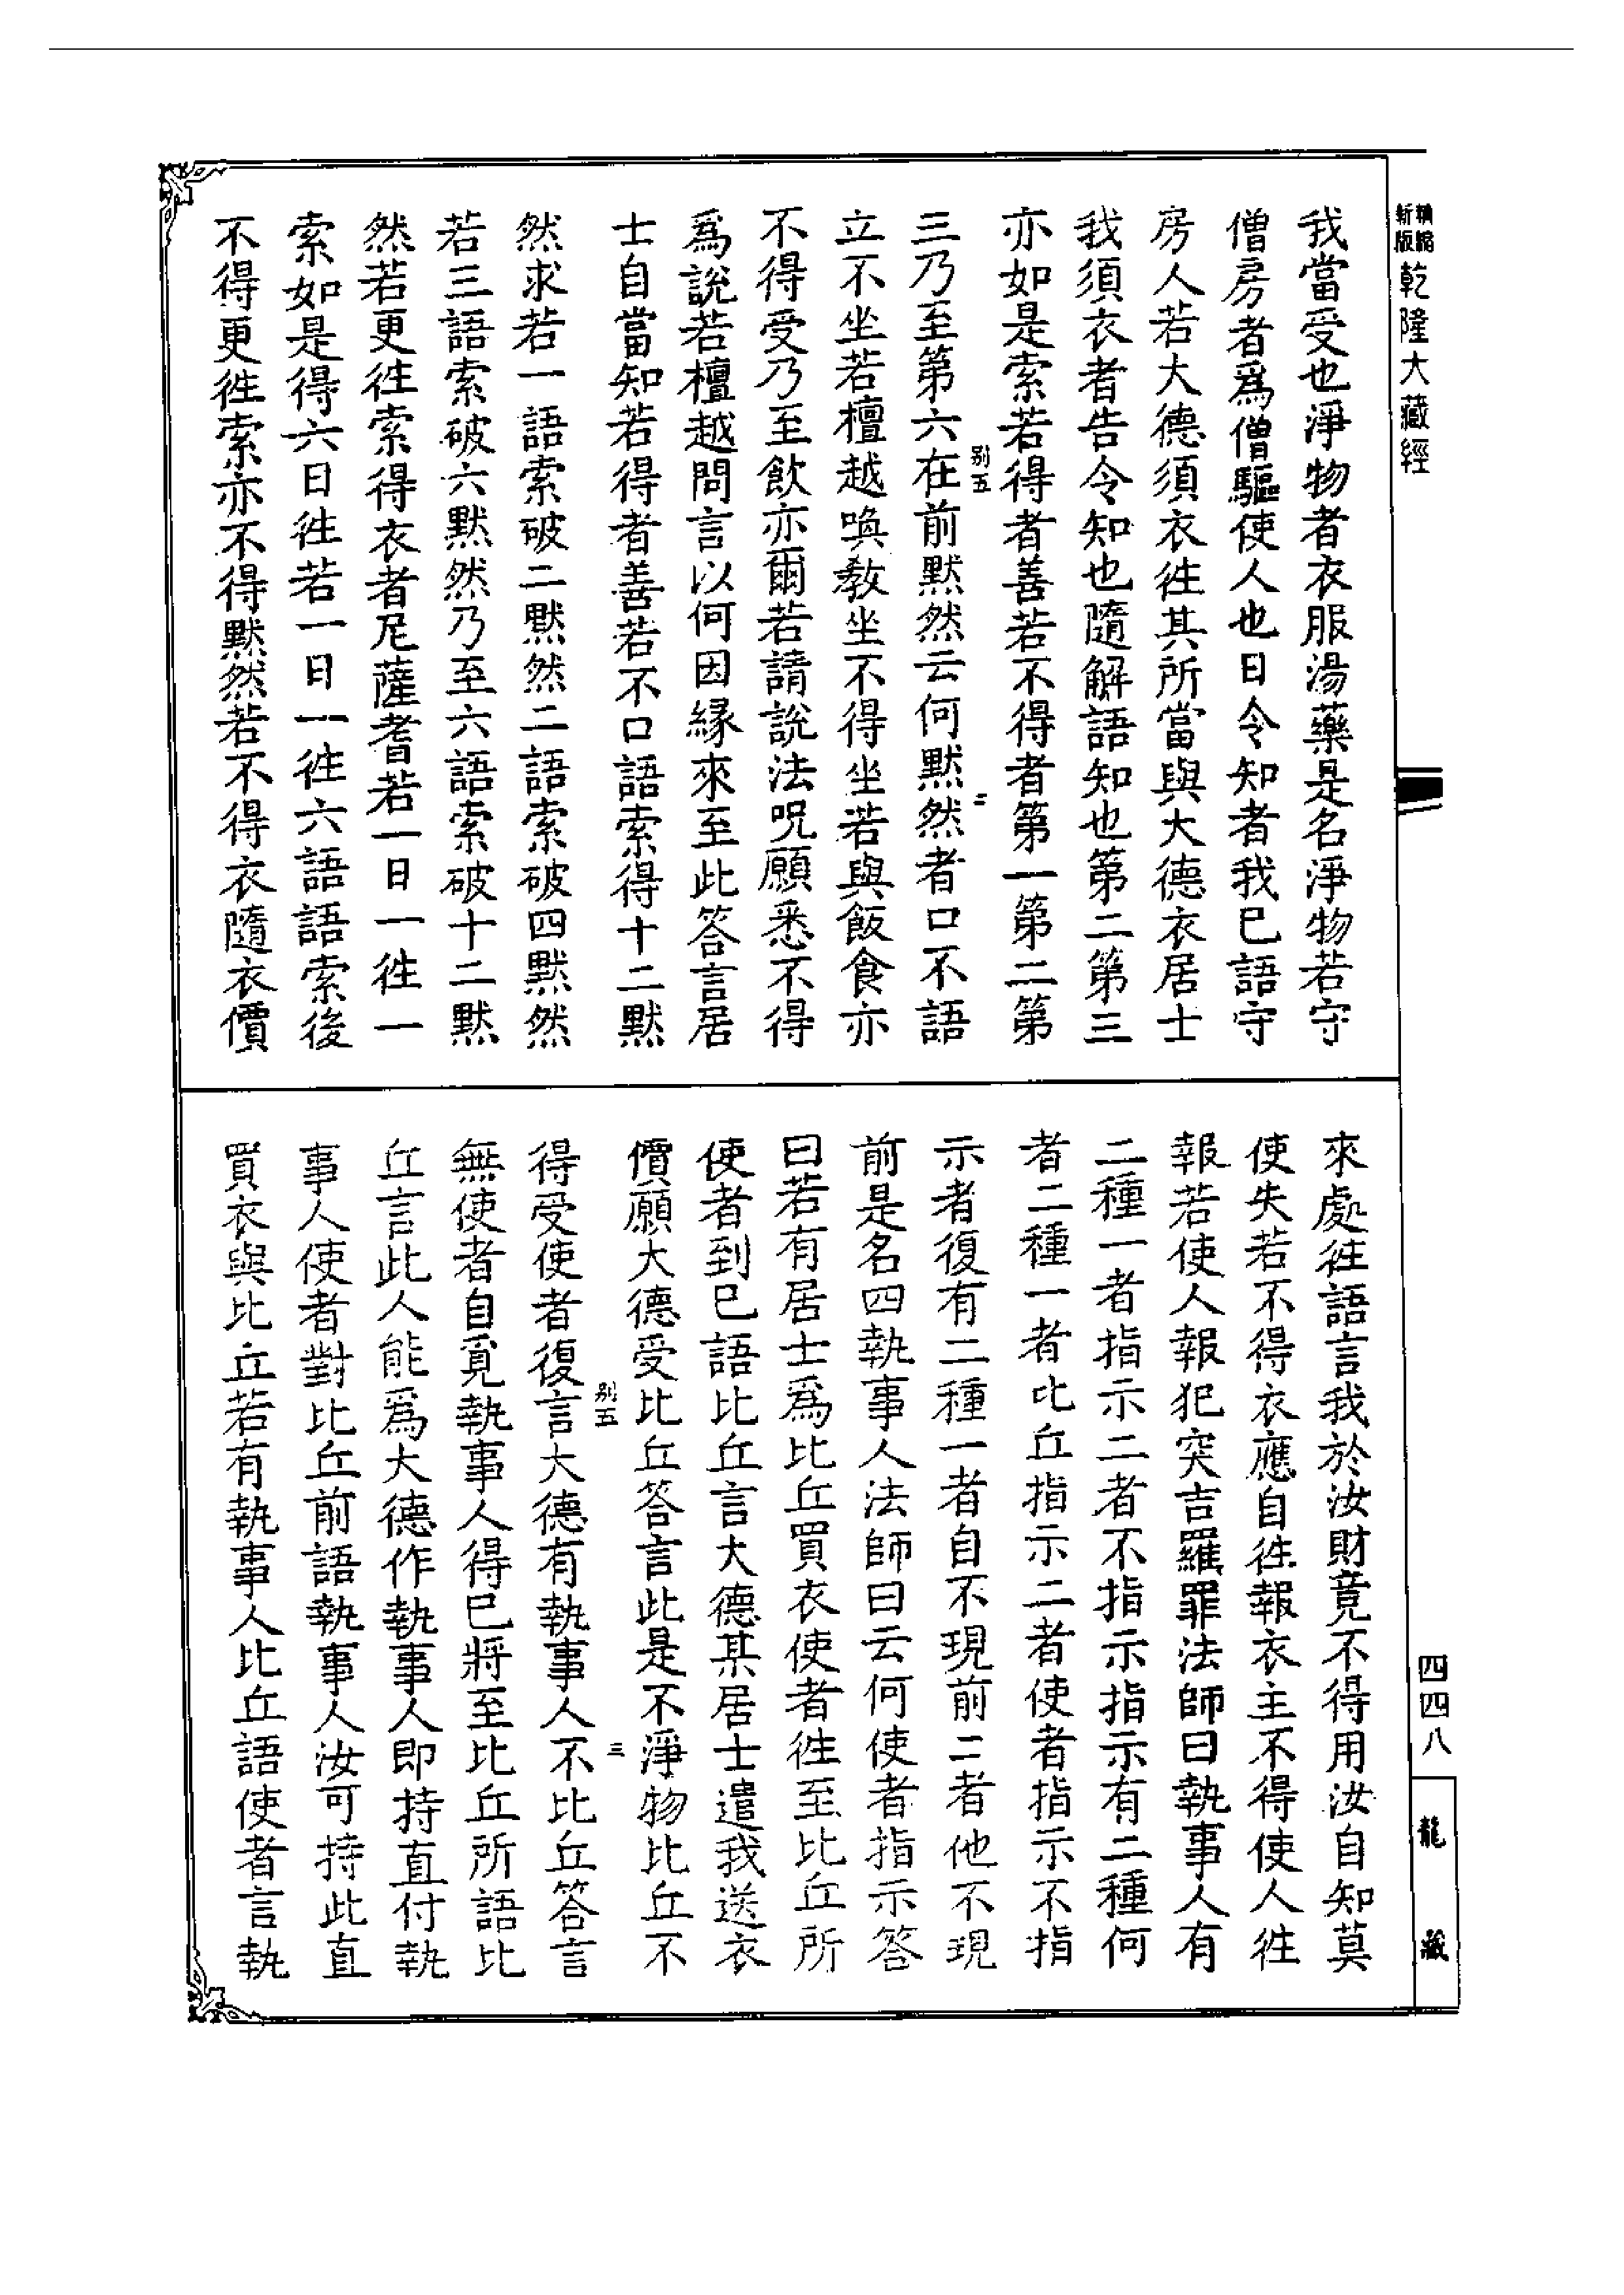 新版
精縮
乾隆大藏經
我當受也淨物者衣服湯藥是名淨物若守
僧房者爲僧驅使人也日令知者我已語守
房人若大德須衣徃其所當與大德衣居士
我須衣者告令知也隨解語知也第二第三
亦如是索若得者善若不得者第一第二第
三乃至第六在前默然云何默然者口不語
別五
二
立不坐若檀越喚教坐不得坐若與飯食亦
不得受乃至飲亦爾若請說法呪願悉不得
爲說若檀越問言以何因緣來至此答言居
士自當知若得者善若不口語索得十二默
然求若一語索破二默然二語索破四默然
若三語索破六默然乃至六語索破十二默
然若更徃索得衣者尼薩耆若一日一徃一
索如是得六日徃若一日一徃六語語索後
不得更徃索亦不得默然若不得衣隨衣價
來處徃語言我於汝財竟不得用汝自知莫
使失若不得衣應自徃報衣主不得使人徃
報若使人報犯突吉羅罪法師曰執事人有
二種一者指示二者不指示指示有二種何
者二種一者比丘指示二者使者指示不指
示者復有二種一者自不現前二者他不現
前是名四執事人法師曰云何使者指示答
曰若有居士爲比丘買衣使者徃至比丘所
使者到已語比丘言大德某居士遣我送衣
價願大德受比丘答言此是不淨物比丘不
別五
三
得受使者復言大德有執事人不比丘答言
無使者自覓執事人得已將至比丘所語比
丘言此人能爲大德作執事人即持直付執
事人使者對比丘前語執事人汝可持此直
買衣與比丘若有執事人比丘語使者言執
四四八
龍藏